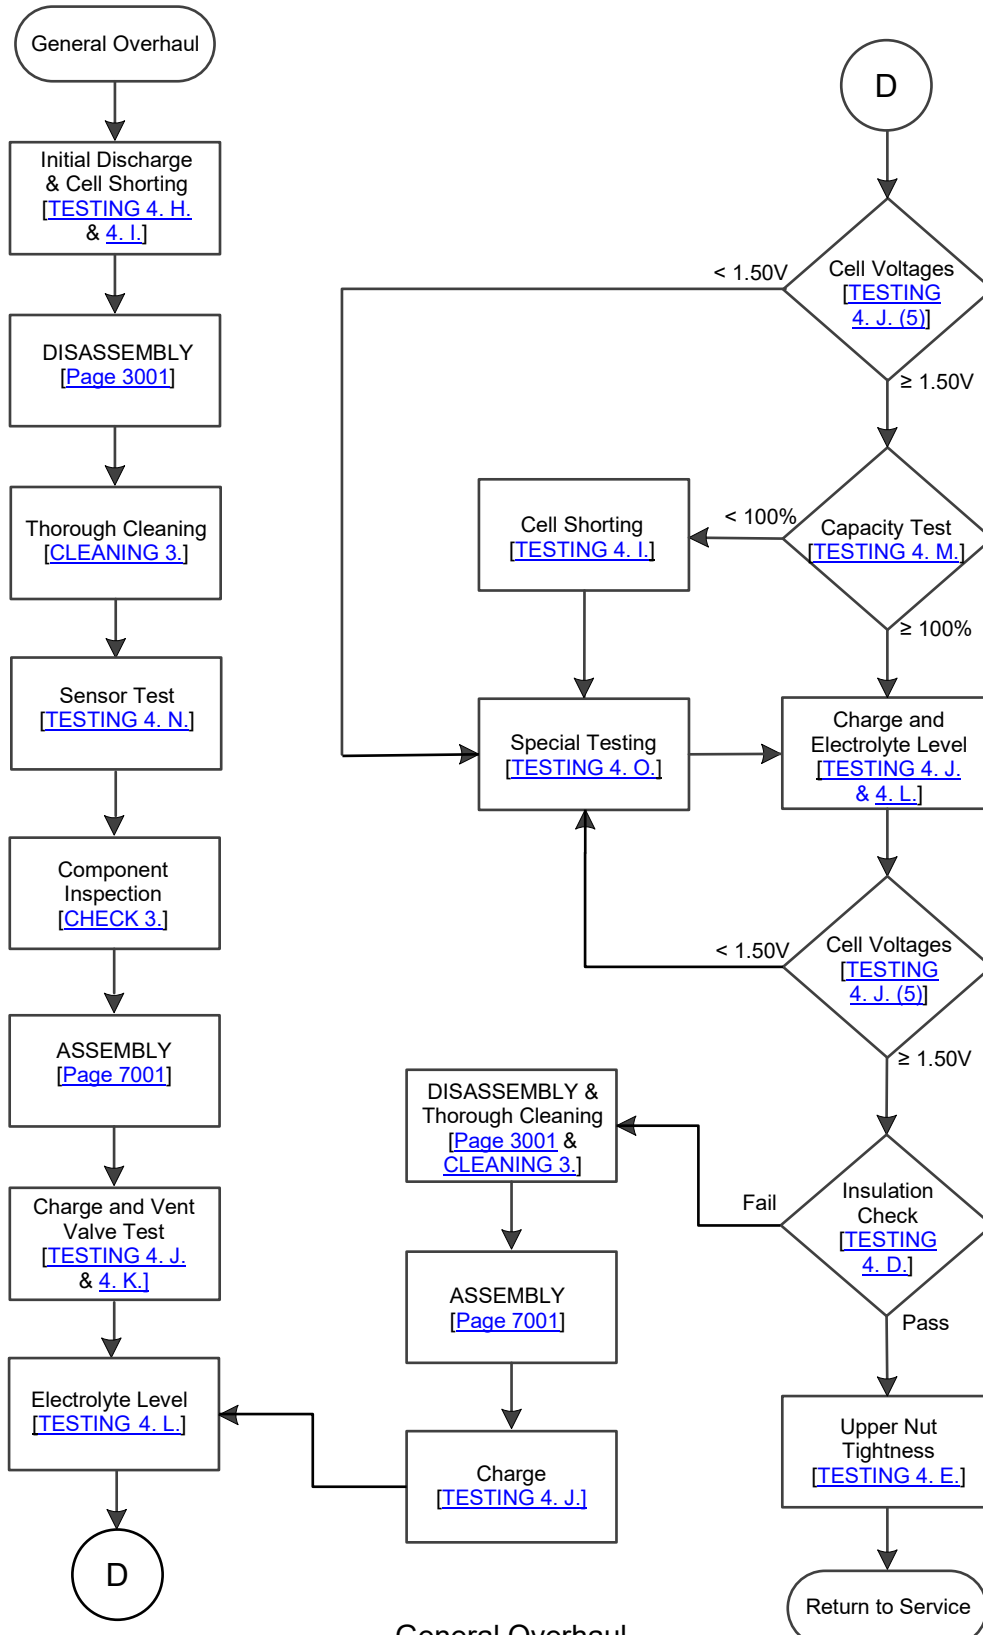 General Overhaul
Initial Discharge
& Cell Shorting
[TESTING 4. H.
& 4. I.]
DISASSEMBLY
[Page 3001]
Thorough Cleaning
[CLEANING 3.]
Sensor Test
[TESTING 4. N.]
Component
Inspection
[CHECK 3.]
ASSEMBLY
[Page 7001]
Charge and Vent
Valve Test
[TESTING 4. J.
& 4. K.]
Electrolyte Level
[TESTING 4. L.]
D
D
Cell Voltages
[TESTING
4. J. (5)]
< 1.50V
≥ 1.50V
Capacity Test
[TESTING 4. M.]
< 100%
≥ 100%
Cell Shorting
[TESTING 4. I.]
Special Testing
[TESTING 4. O.]
Charge and
Electrolyte Level
[TESTING 4. J.
& 4. L.]
Cell Voltages
[TESTING
4. J. (5)]
< 1.50V
≥ 1.50V
Insulation
Check
[TESTING
4. D.]
Fail
Pass
DISASSEMBLY &
Thorough Cleaning
[Page 3001 &
CLEANING 3.]
ASSEMBLY
[Page 7001]
Charge
[TESTING 4. J.]
Upper Nut
Tightness
[TESTING 4. E.]
Return to Service
General Overhaul